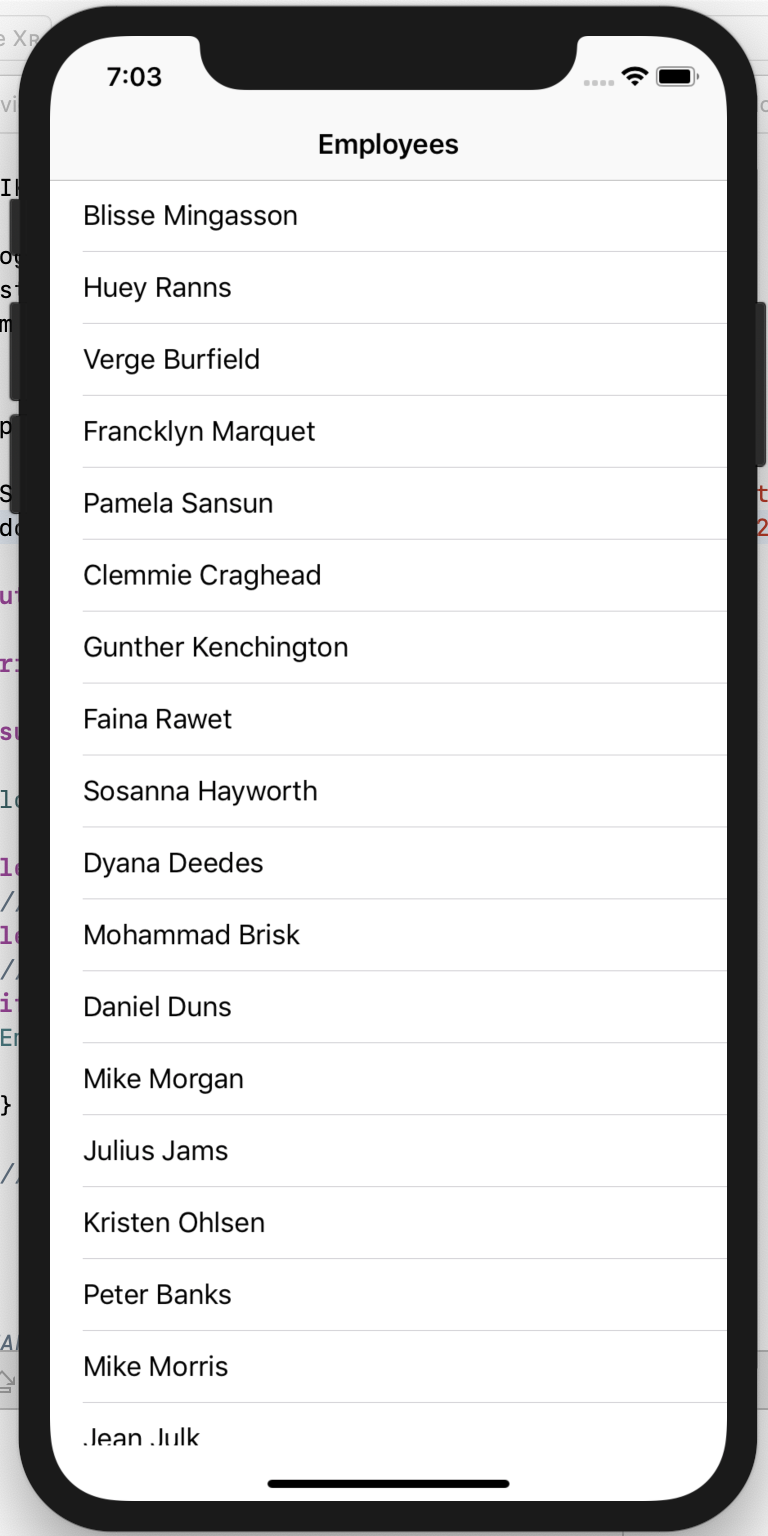 7:03
Employees
Blisse Mingasson
Huey Ranns
Verge Burfield
Francklyn Marquet
Pamela Sansun
Clemmie Craghead
Gunther Kenchington
Faina Rawet
Sosanna Hayworth
Dyana Deedes
Mohammad Brisk
Daniel Duns
Mike Morgan
Julius Jams
Kristen Ohlsen
Peter Banks
Mike Morris
Jean Julk